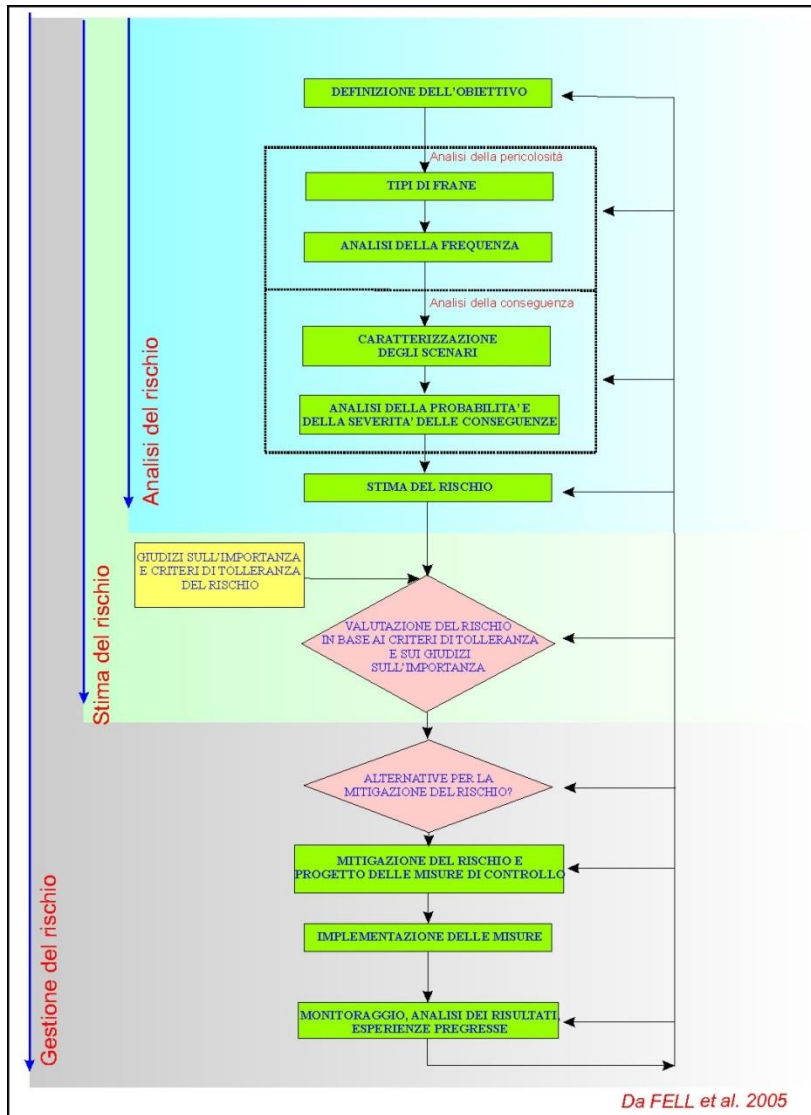 DEFINIZIONE DELL'OBIETTIVO
Analisi della pericolosità
TIPI DI FRANE
ANALISI DELLA FREQUENZA
Analisi della conseguenza
CARATTERIZZAZIONE
DEGLI SCENARI
ANALISI DELLA PROBABILITA' E
DELLA SEVERITA' DELLE CONSEGUENZE
STIMA DEL RISCHIO
Analisi del rischio
GIUDIZI SULL'IMPORTANZA
E CRITERI DI TOLLERANZA
DEL RISCHIO
VALUTAZIONE DEL RISCHIO
IN BASE AI CRITERI DI TOLLERANZA
E SUI GIUDIZI
SULL'IMPORTANZA
Stima del rischio
ALTERNATIVE PER LA
MITIGAZIONE DEL RISCHIO?
MITIGAZIONE DEL RISCHIO E
PROGETTO DELLE MISURE DI CONTROLLO
IMPLEMENTAZIONE DELLE MISURE
MONITORAGGIO, ANALISI DEI RISULTATI,
ESPERIENZE PREGRESSE
Gestione del rischio
Da FELL et al. 2005